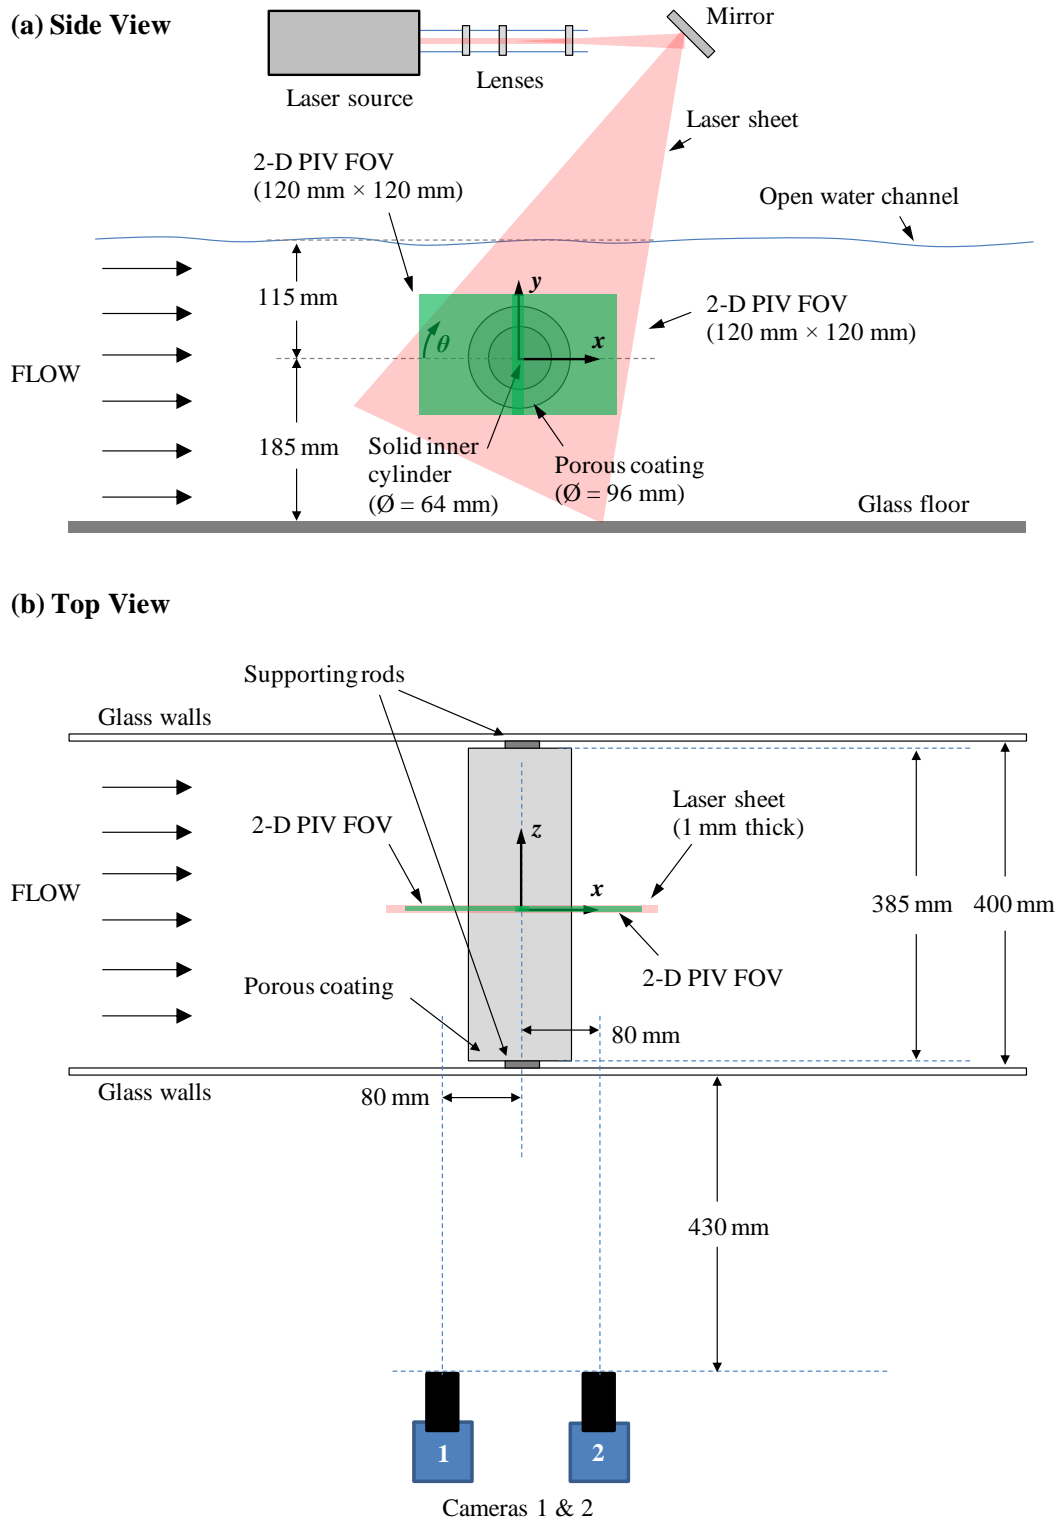 (a) Side View
Mirror
Laser source
Lenses
Laser sheet
2-D PIV FOV
(120 mm × 120 mm)
Open water channel
115 mm
y
2-D PIV FOV
(120 mm × 120 mm)
θ
x
FLOW
185 mm
Solid inner
cylinder
(Ø = 64 mm)
Porous coating
(Ø = 96 mm)
Glass floor
(b) Top View
Supporting rods
Glass walls
Laser sheet
(1 mm thick)
2-D PIV FOV
z
FLOW
x
385 mm
400 mm
2-D PIV FOV
Porous coating
80 mm
Glass walls
80 mm
430 mm
1
2
Cameras 1 & 2